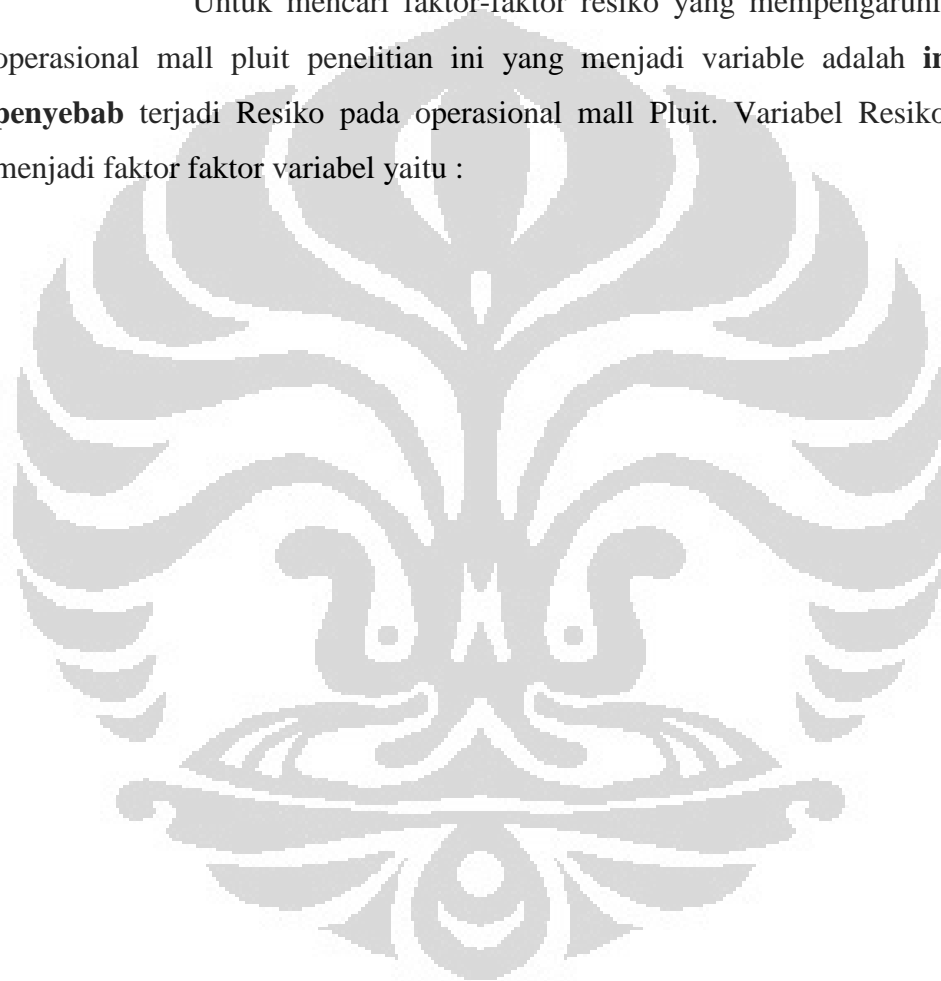 Untuk mencari faktor-faktor resiko yang mempengaruhi
operasional mall pluit penelitian ini yang menjadi variable adalah
penyebab terjadi Resiko pada operasional mall Pluit. Variabel Resiko
menjadi faktor faktor variabel yaitu :